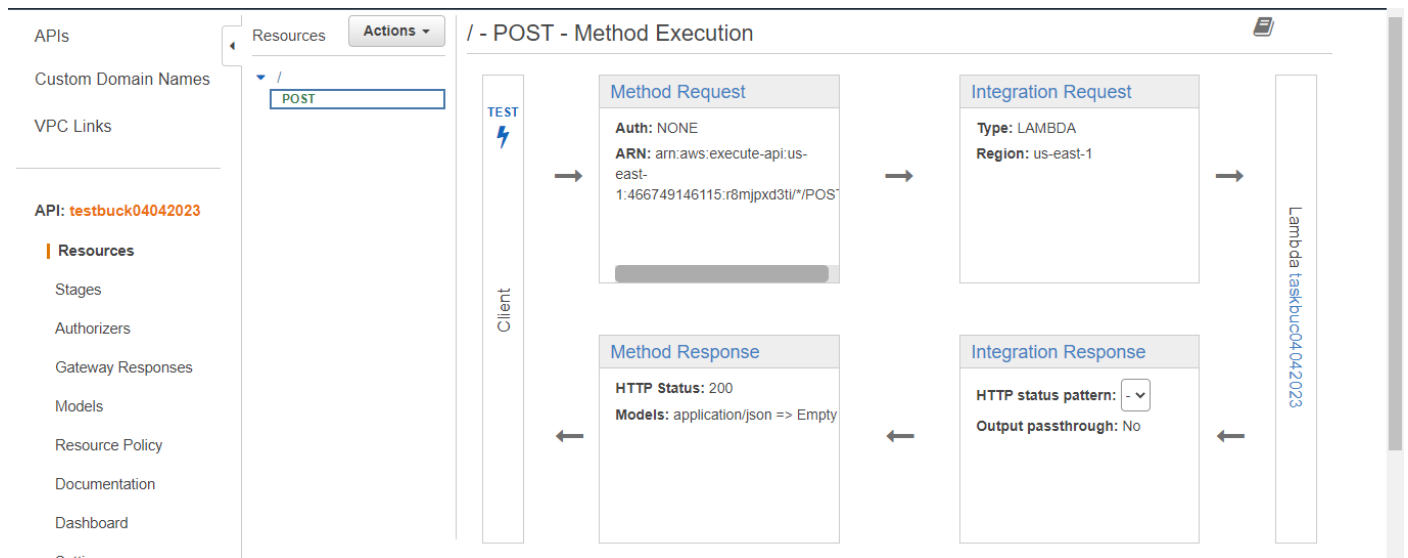 APIs
Custom Domain Names
VPC Links
API: testbuck04042023
Resources
Stages
Authorizers
Gateway Responses
Models
Resource Policy
Documentation
Dashboard
Resources
Actions
/
POST
/ - POST - Method Execution
TEST
Client
Method Request
Auth: NONE
ARN: arn:aws:execute-api:us-
east-
1:466749146115:r8mjpxd3ti/*/POST
Integration Request
Type: LAMBDA
Region: us-east-1
Lambda taskbuc04042023
Method Response
HTTP Status: 200
Models: application/json => Empty
Integration Response
HTTP status pattern: -
Output passthrough: No